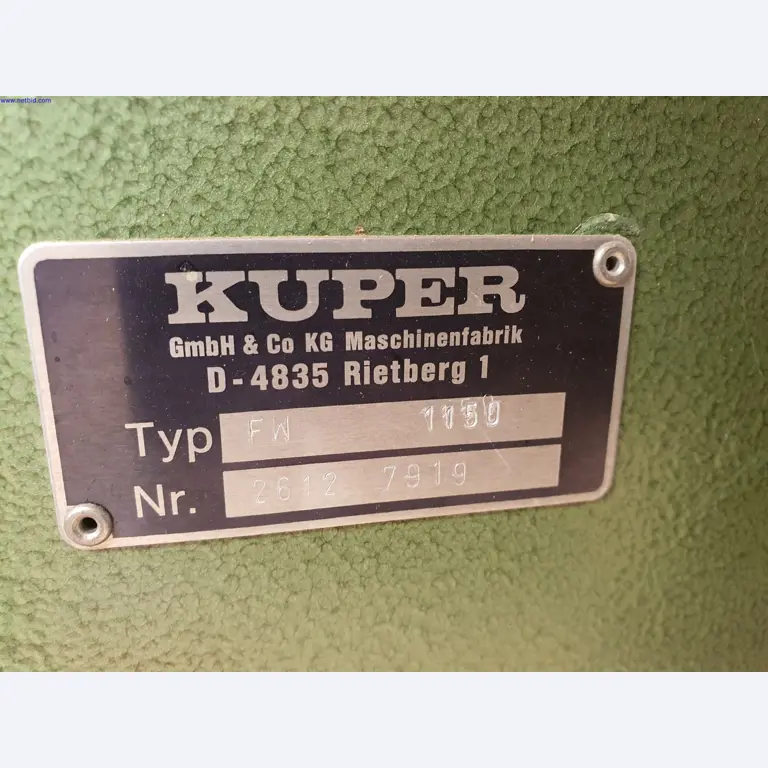 www.netbid.com
KUPER
GmbH & Co KG Maschinenfabrik
D-4835 Rietberg 1
Typ FW 1150
Nr. 2612 7919